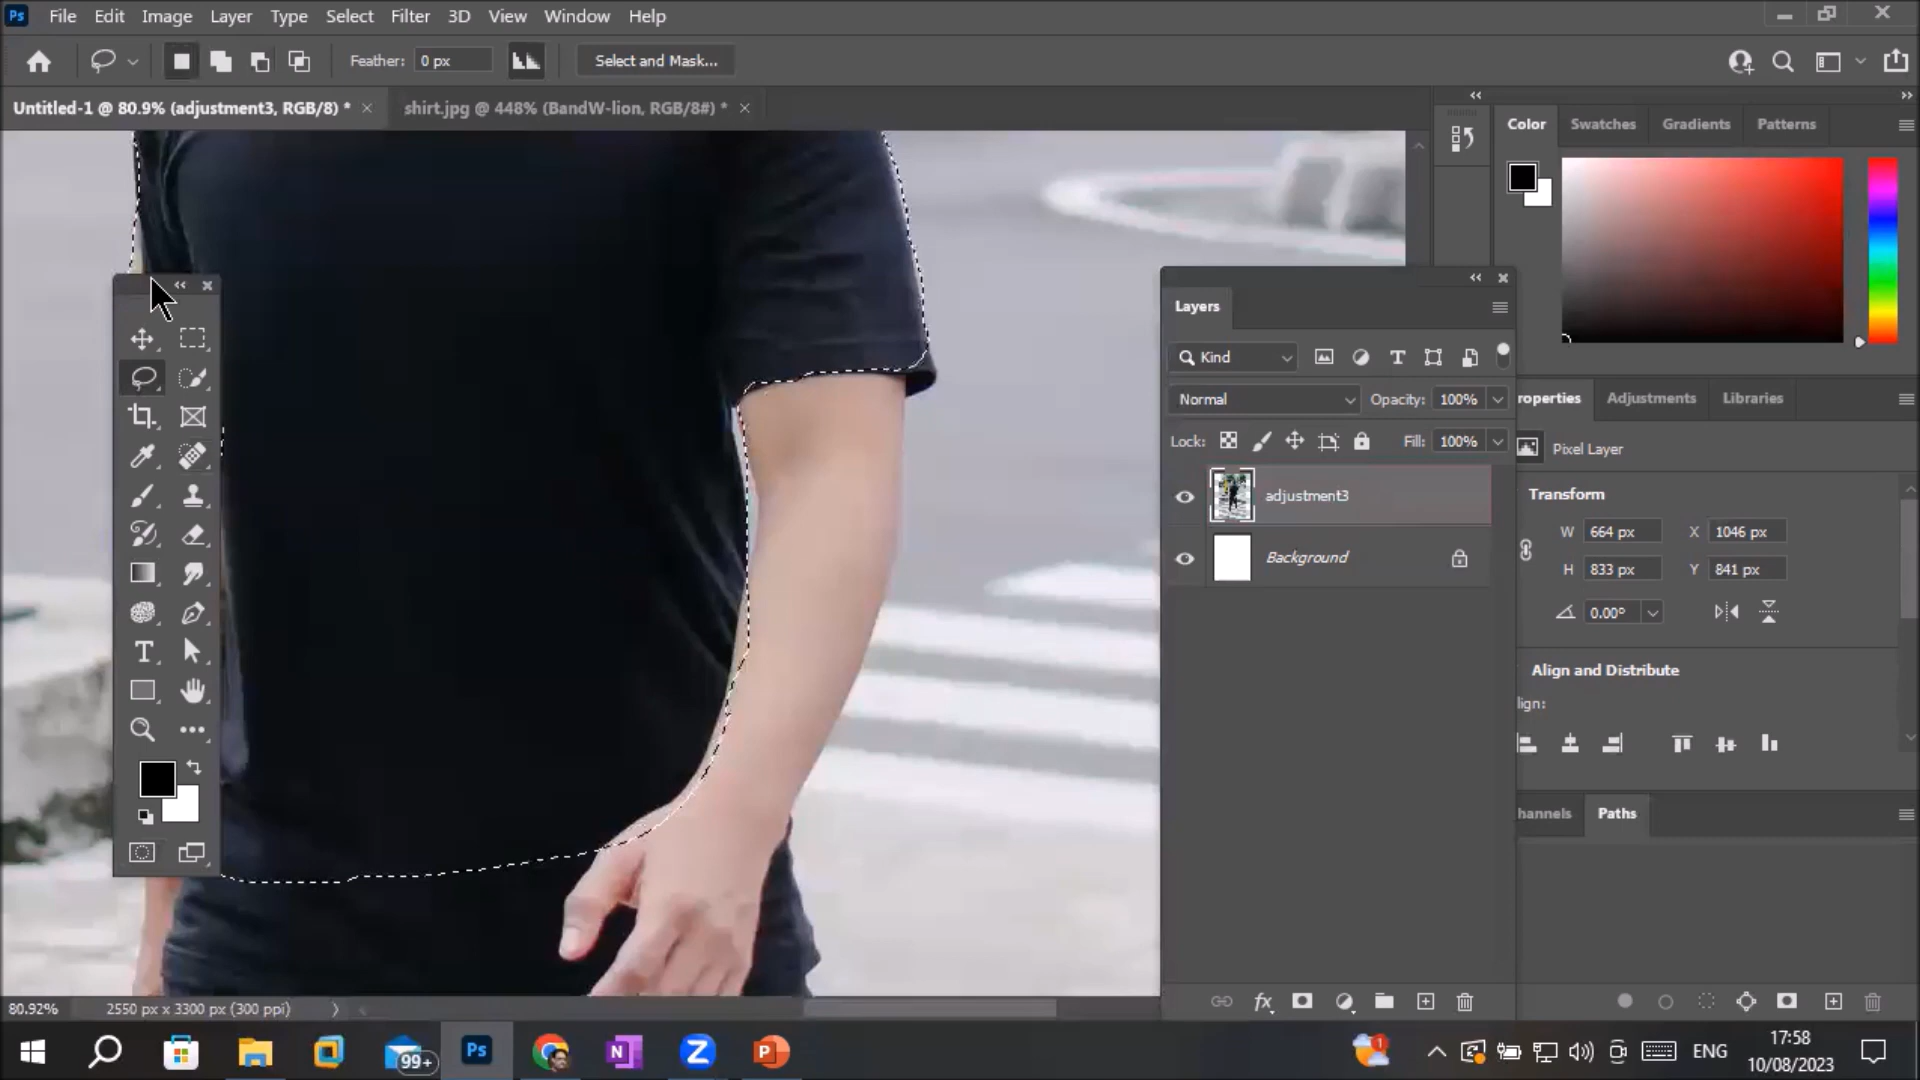 Ps File Edit Image Layer Type Select Filter 3D View Window Help
Feather: 0 px Select and Mask...
Untitled-1 @ 80.9% (adjustment3, RGB/8) * × shirt.jpg @ 448% (BandW-lion, RGB/8#) * ×
Color Swatches Gradients Patterns
Layers
Kind
Normal Opacity: 100%
Lock: Fill: 100%
adjustment3
Background
roperties Adjustments Libraries
Pixel Layer
Transform
W 664 px X 1046 px
H 833 px Y 841 px
0.00°
Align and Distribute
lign:
hannels Paths
80.92% 2550 px x 3300 px (300 ppi)
99+ Ps N Z P 1 ENG
17:58
10/08/2023